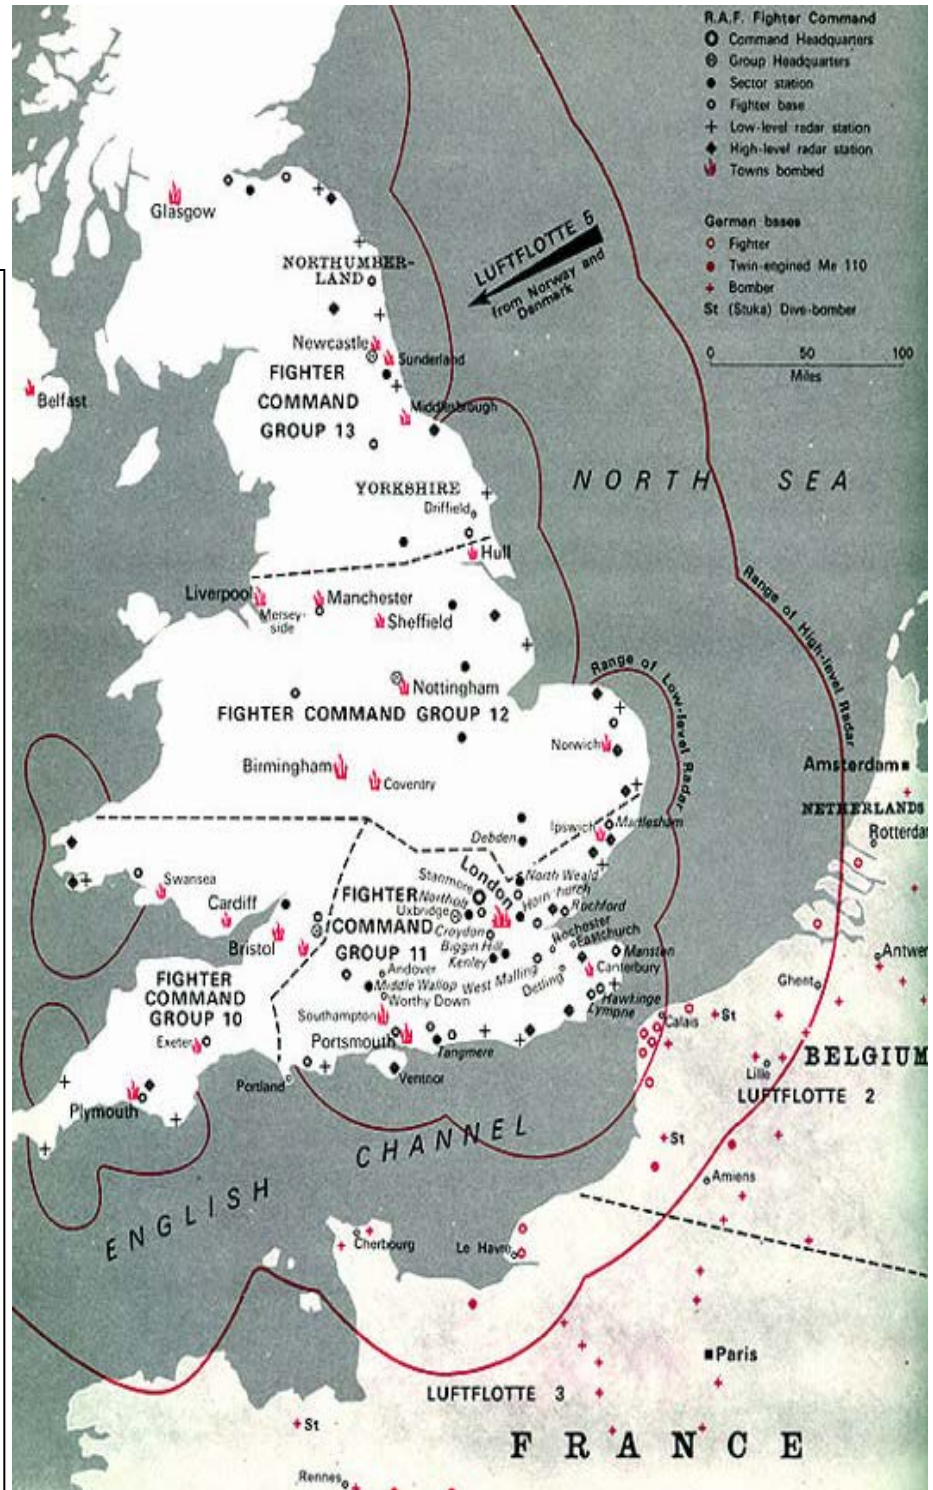 R.A.F. Fighter Command
Command Headquarters
Group Headquarters
Sector station
Fighter base
Low-level radar station
High-level radar station
Towns bombed
German bases
Fighter
Twin-engined Me 110
Bomber
St (Stuka) Dive-bomber
0 50 100
Miles
Glasgow
LUFTFLOTTE 5
from Norway and
Denmark
NORTHUMBER-
LAND
Newcastle
Sunderland
Belfast
FIGHTER
COMMAND
GROUP 13
Middlesbrough
NORTH SEA
YORKSHIRE
Driffield
Hull
Range of High-level Radar
Liverpool
Mersey-
side
Manchester
Sheffield
Range of Low-level Radar
Nottingham
FIGHTER COMMAND GROUP 12
Norwich
Birmingham
Coventry
Amsterdam
NETHERLANDS
Rotterdam
Ipswich
Martlesham
Debden
London
North Weald
Stanmore
Northolt
Hornchurch
Uxbridge
Rochford
Croydon
Rochester
Eastchurch
Biggin Hill
Kenley
Manston
West Malling
Detling
Canterbury
Hawkinge
Lympne
Swansea
Cardiff
Bristol
FIGHTER
COMMAND
GROUP 11
Andover
Middle Wallop
Worthy Down
Southampton
Portsmouth
Tangmere
Ventnor
FIGHTER
COMMAND
GROUP 10
Exeter
Portland
Plymouth
Antwer
Ghent
Calais
St
BELGIUM
Lille
LUFTFLOTTE 2
St
Amiens
ENGLISH CHANNEL
Cherbourg
Le Havre
Paris
LUFTFLOTTE 3
St
FRANCE
Rennes